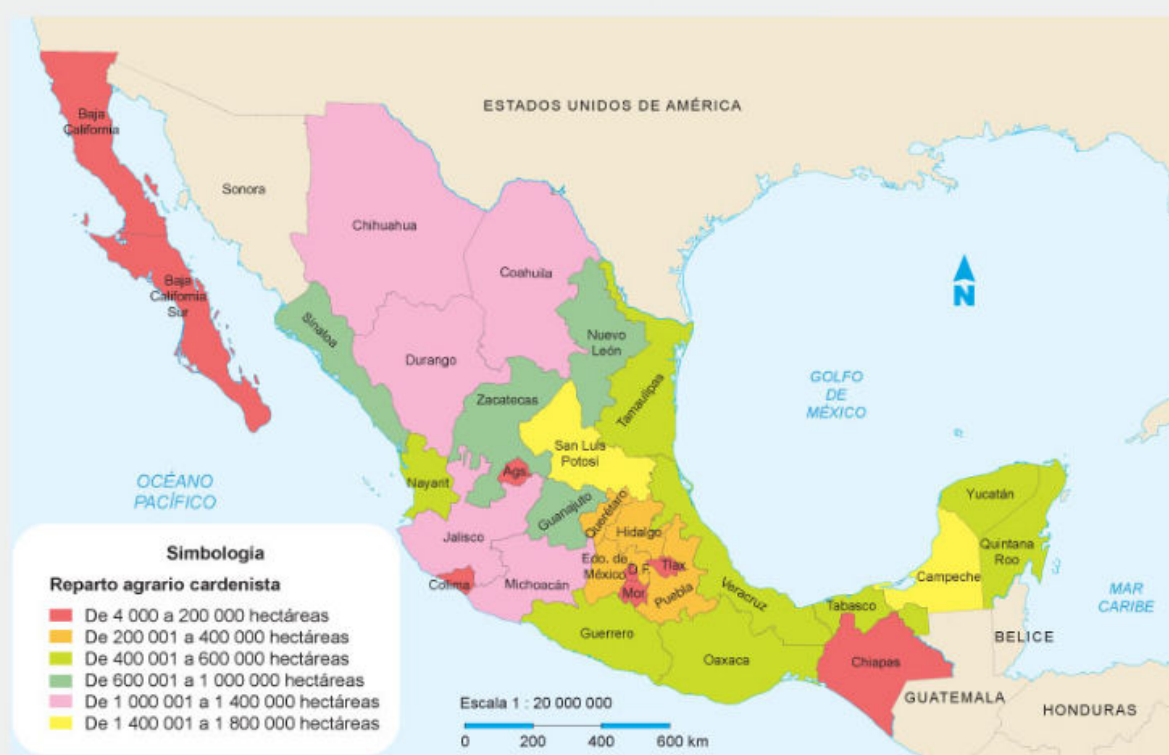 ESTADOS UNIDOS DE AMÉRICA
Baja
California
Sonora
Chihuahua
Coahuila
Baja
California
Sur
Sinaloa
Durango
Nuevo
León
Tamaulipas
Zacatecas
San Luis
Potosí
GOLFO
DE
MÉXICO
N
OCÉANO
PACÍFICO
Nayarit
Ags.
Guanajuto
Querétaro
Hidalgo
Jalisco
Colima
Michoacán
Edo. de
México
D.F.
Tlax.
Mor.
Puebla
Veracruz
Guerrero
Oaxaca
Tabasco
Chiapas
Campeche
Yucatán
Quintana
Roo
MAR
CARIBE
BELICE
GUATEMALA
HONDURAS
Simbología
Reparto agrario cardenista
De 4 000 a 200 000 hectáreas
De 200 001 a 400 000 hectáreas
De 400 001 a 600 000 hectáreas
De 600 001 a 1 000 000 hectáreas
De 1 000 001 a 1 400 000 hectáreas
De 1 400 001 a 1 800 000 hectáreas
Escala 1 : 20 000 000
0 200 400 600 km